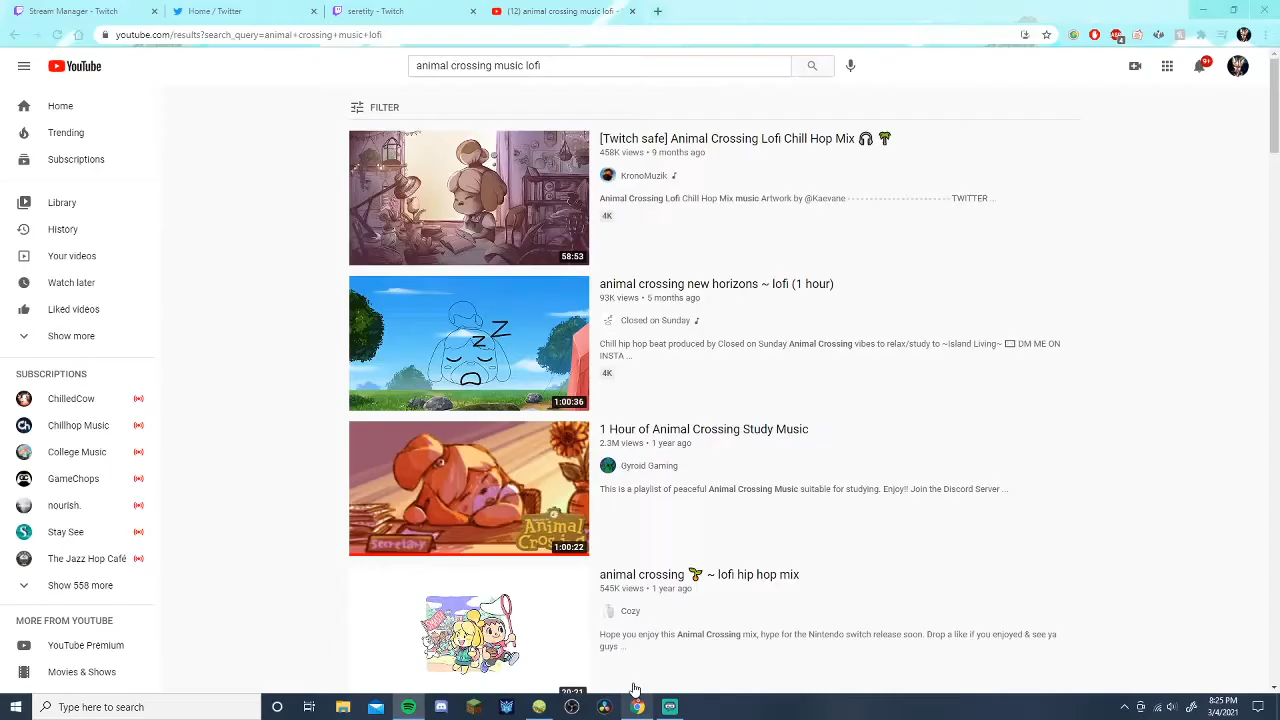 Stream Manager - Twitch
Home / Twitter
seretity - Twitch
(12) animal crossing music lofi -
youtube.com/results?search_query=animal+crossing+music+lofi
YouTube
animal crossing music lofi
9+
Home
Trending
Subscriptions
Library
History
Your videos
Watch later
Liked videos
Show more
SUBSCRIPTIONS
ChilledCow
Chillhop Music
College Music
GameChops
nourish.
Stay See
The Jazz Hop Café
Show 558 more
MORE FROM YOUTUBE
YouTube Premium
Movies & Shows
FILTER
[Twitch safe] Animal Crossing Lofi Chill Hop Mix 🎧 🌴
458K views • 9 months ago
KronoMuzik
Animal Crossing Lofi Chill Hop Mix music Artwork by @Kaevane - - - - - - - - - - - - - - - - - - - - TWITTER ...
4K
58:53
animal crossing new horizons ~ lofi (1 hour)
93K views • 5 months ago
Closed on Sunday
Chill hip hop beat produced by Closed on Sunday Animal Crossing vibes to relax/study to ~Island Living~ DM ME ON
INSTA ...
4K
1:00:36
1 Hour of Animal Crossing Study Music
2.3M views • 1 year ago
Gyroid Gaming
This is a playlist of peaceful Animal Crossing Music suitable for studying. Enjoy!! Join the Discord Server ...
secretary
Animal
Crossing
1:00:22
animal crossing 🌱 ~ lofi hip hop mix
545K views • 1 year ago
Cozy
Hope you enjoy this Animal Crossing mix, hype for the Nintendo switch release soon. Drop a like if you enjoyed & see ya
guys ...
20:21
Type here to search
8:25 PM
3/4/2021